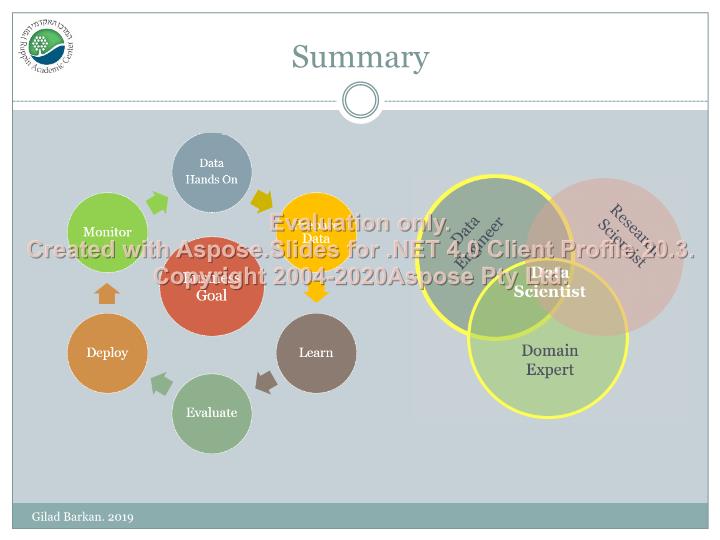 Summary
Data
Hands On
Monitor
Data
Business
Goal
Deploy
Learn
Evaluate
Data
Engineer
Research
Scientist
Data
Scientist
Domain
Expert
Evaluation only.
Created with Aspose.Slides for .NET 4.0 Client Profile 20.3.
Copyright 2004-2020Aspose Pty Ltd.
Gilad Barkan. 2019
Ruppin Academic Center